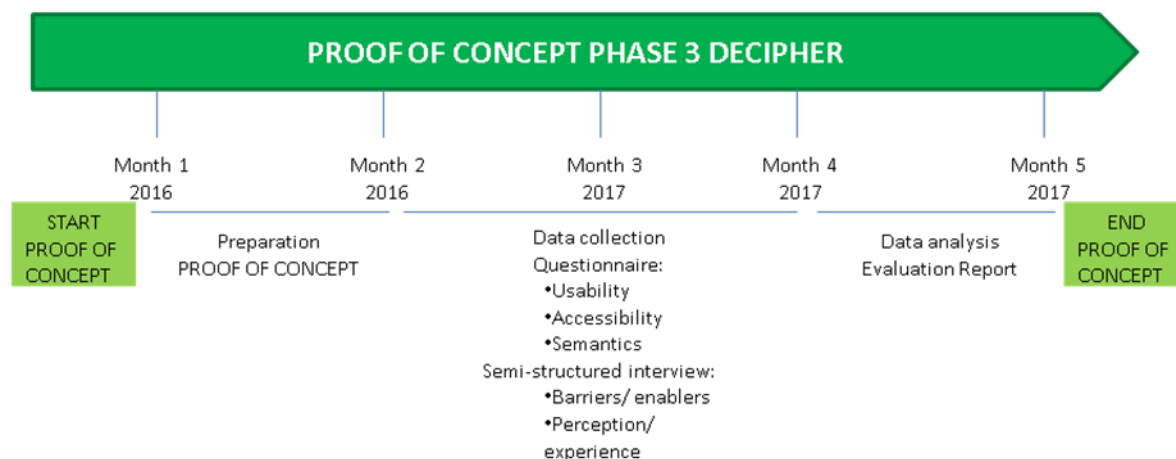 PROOF OF CONCEPT PHASE 3 DECIPHER
Month 1
2016
Month 2
2016
Month 3
2017
Month 4
2017
Month 5
2017
START
PROOF OF
CONCEPT
Preparation
PROOF OF CONCEPT
Data collection
Questionnaire:
•Usability
•Accessibility
•Semantics
Semi-structured interview:
•Barriers/ enablers
•Perception/
experience
Data analysis
Evaluation Report
END
PROOF OF
CONCEPT